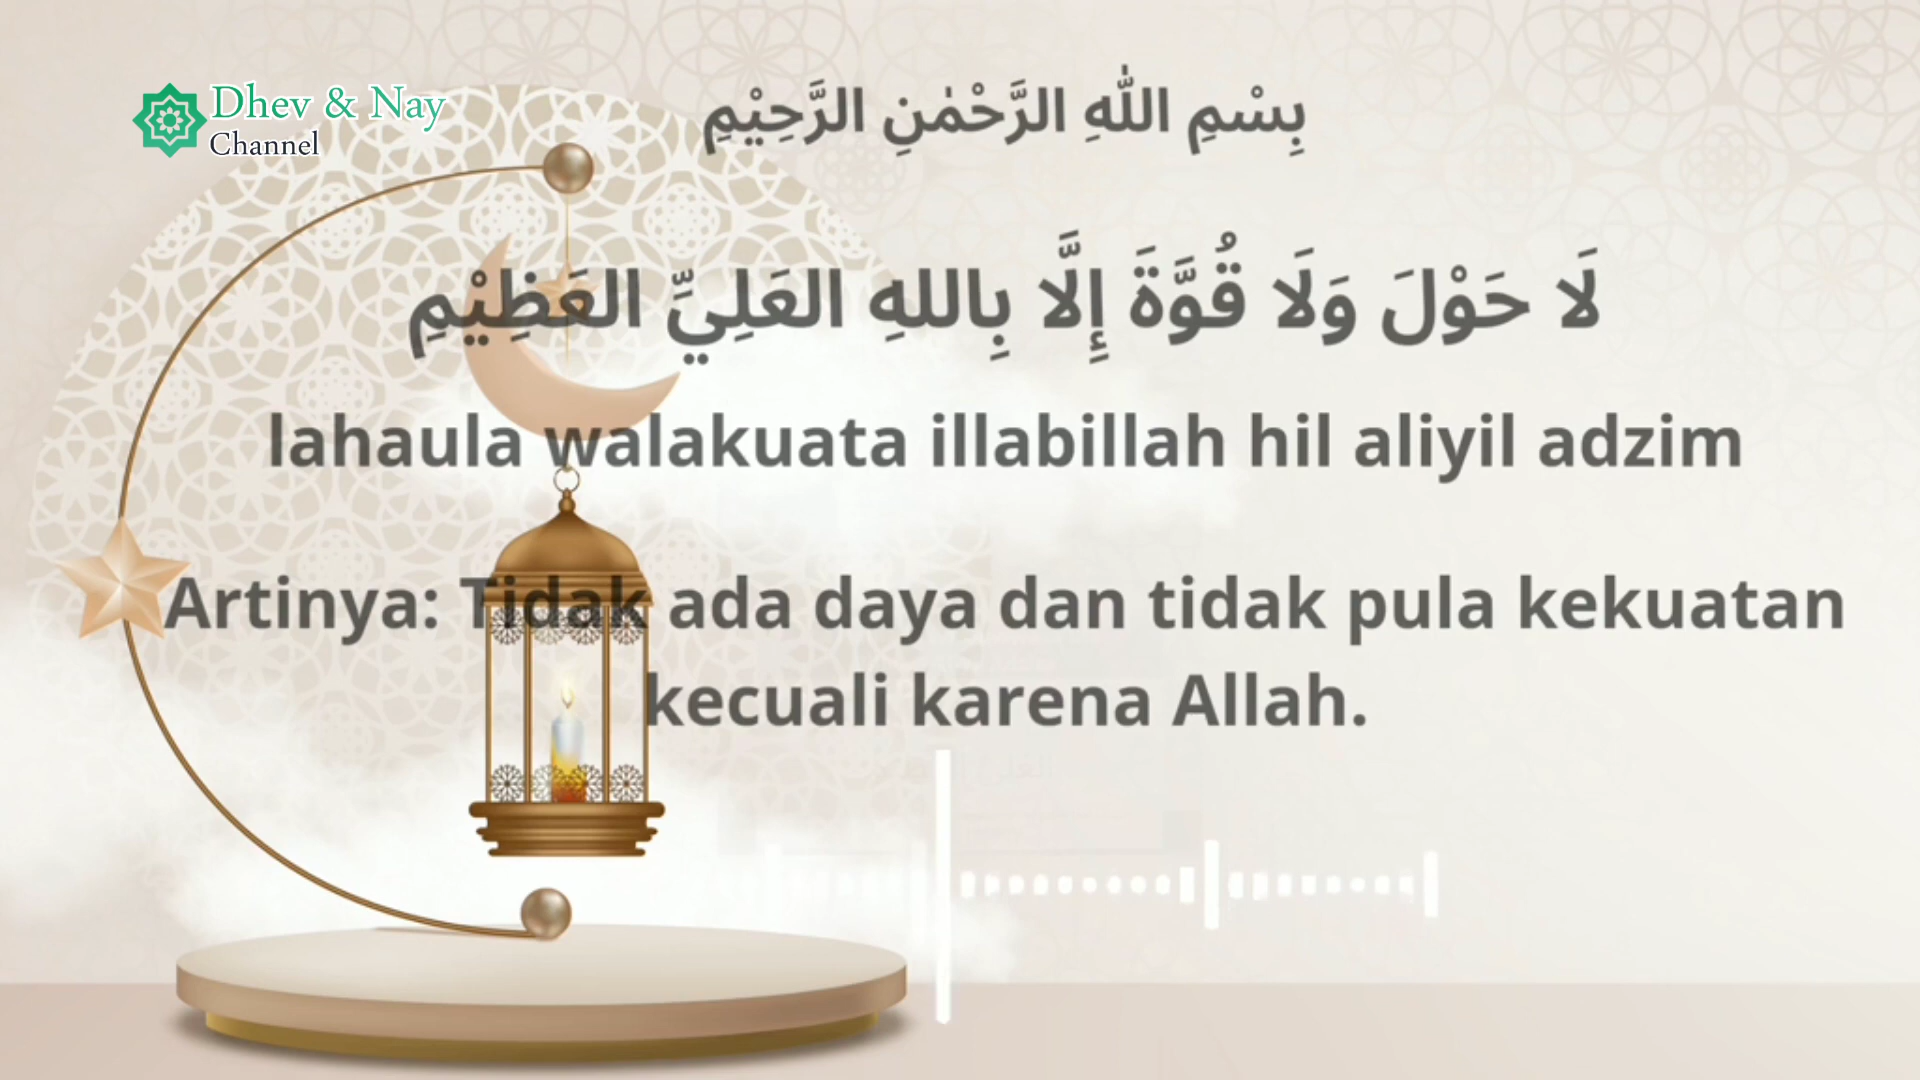 Dhev & Nay
Channel
بِسْمِ اللّٰهِ الرَّحْمٰنِ الرَّحِيْمِ
لَا حَوْلَ وَلَا قُوَّةَ إِلَّا بِاللهِ العَلِيِّ العَظِيْمِ
lahaula walakuata illabillah hil aliyil adzim
Artinya: Tidak ada daya dan tidak pula kekuatan
kecuali karena Allah.